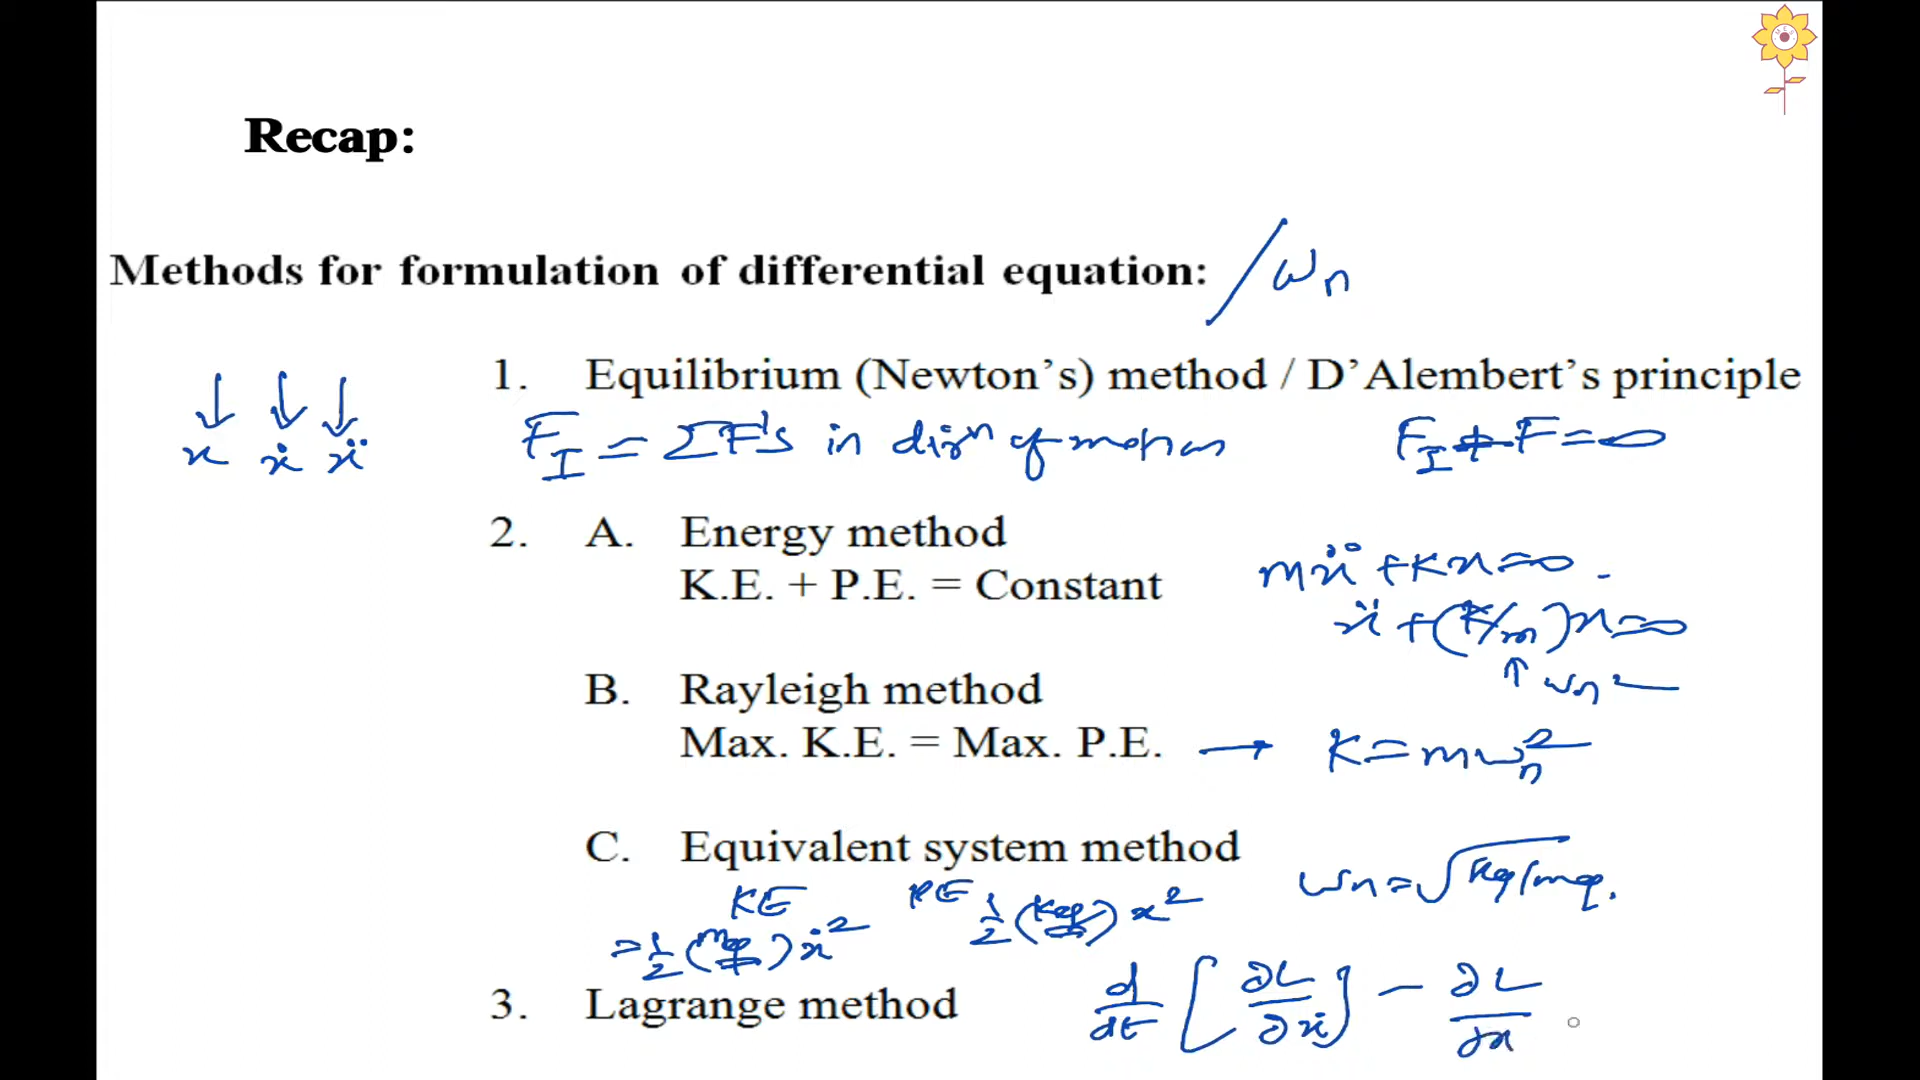 Recap:
Methods for formulation of differential equation: / ωn
1. Equilibrium (Newton's) method / D'Alembert's principle
x ẋ ẍ
F_I = ΣF's in dirⁿ of motion F_I + F = 0
2. A. Energy method
K.E. + P.E. = Constant
mẍ + Kx = 0.
ẍ + (K/m)x = 0
↑ ωn²
B. Rayleigh method
Max. K.E. = Max. P.E. → K = mωn²
C. Equivalent system method
ωn = √Keq/meq.
KE = 1/2 (meq) ẋ²
PE 1/2 (Keq) x²
3. Lagrange method
d/dt [∂L/∂ẋ] - ∂L/∂x